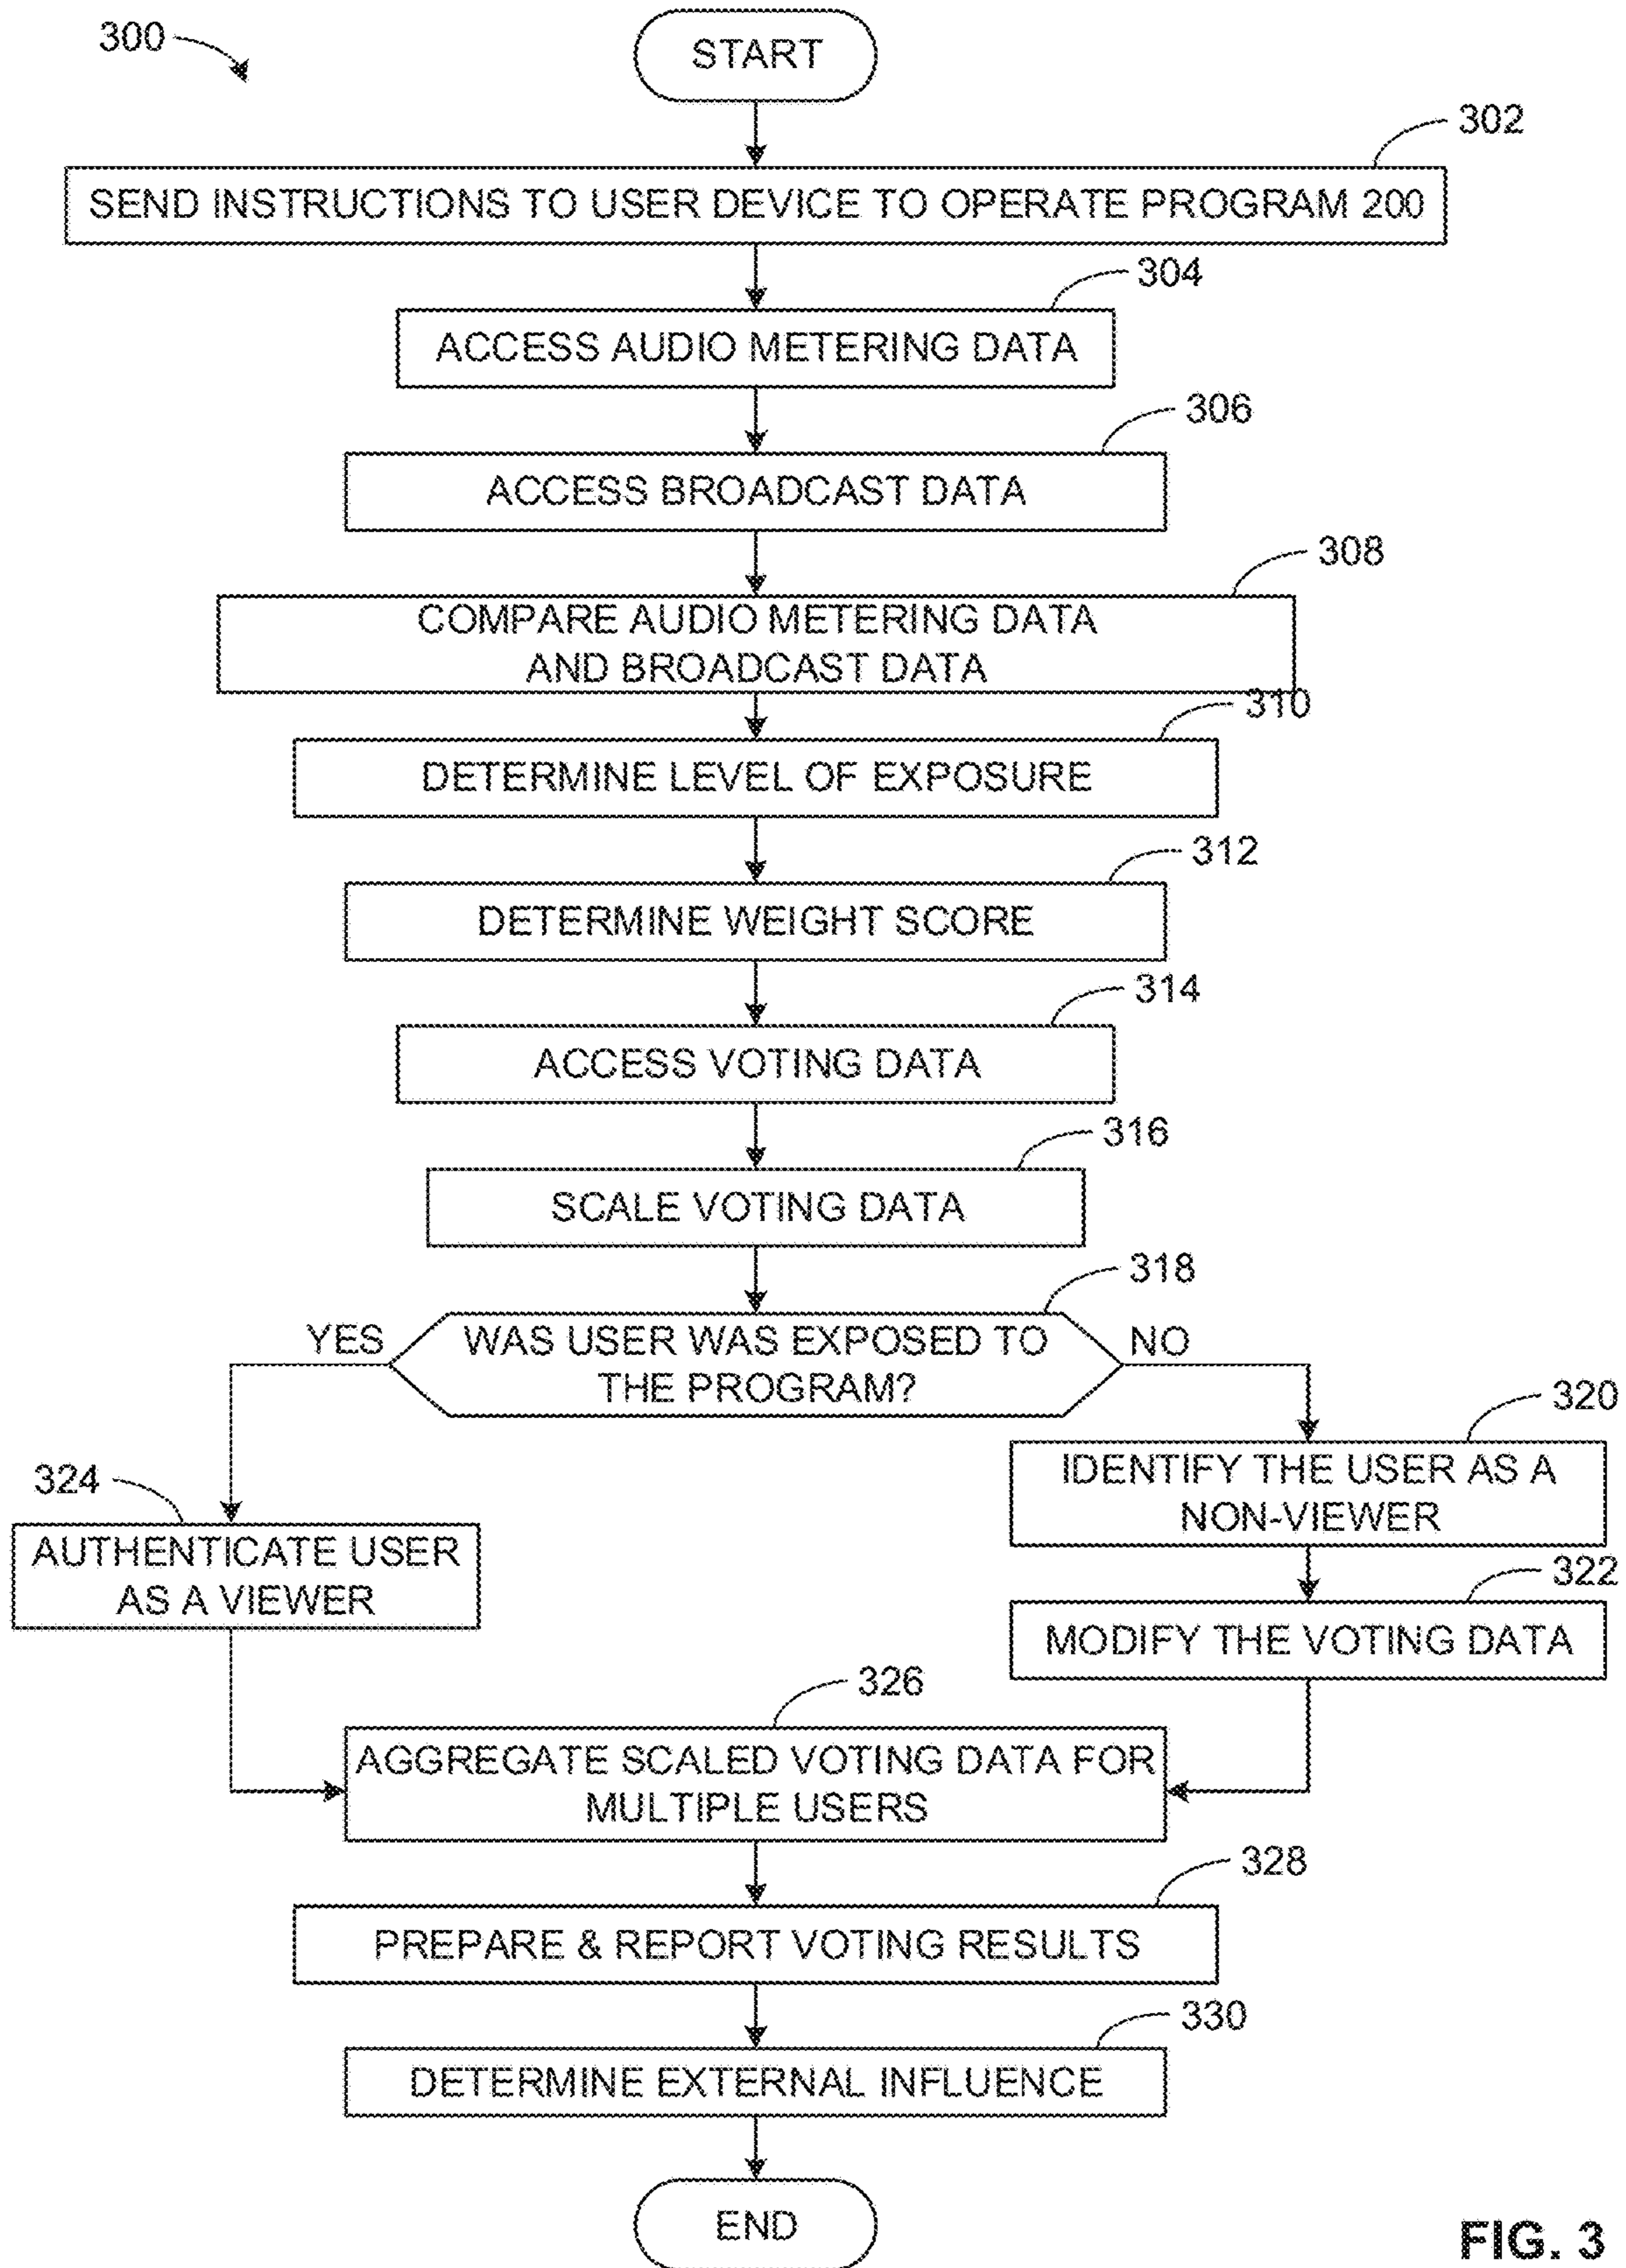 300
START
302
SEND INSTRUCTIONS TO USER DEVICE TO OPERATE PROGRAM 200
304
ACCESS AUDIO METERING DATA
306
ACCESS BROADCAST DATA
308
COMPARE AUDIO METERING DATA
AND BROADCAST DATA
310
DETERMINE LEVEL OF EXPOSURE
312
DETERMINE WEIGHT SCORE
314
ACCESS VOTING DATA
316
SCALE VOTING DATA
318
YES
WAS USER WAS EXPOSED TO
THE PROGRAM?
NO
320
IDENTIFY THE USER AS A
NON-VIEWER
324
AUTHENTICATE USER
AS A VIEWER
322
MODIFY THE VOTING DATA
326
AGGREGATE SCALED VOTING DATA FOR
MULTIPLE USERS
328
PREPARE & REPORT VOTING RESULTS
330
DETERMINE EXTERNAL INFLUENCE
END
FIG. 3